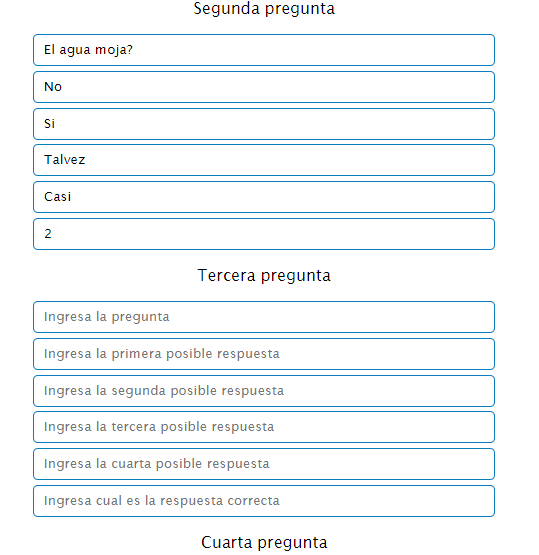 Segunda pregunta
El agua moja?
No
Si
Talvez
Casi
2
Tercera pregunta
Ingresa la pregunta
Ingresa la primera posible respuesta
Ingresa la segunda posible respuesta
Ingresa la tercera posible respuesta
Ingresa la cuarta posible respuesta
Ingresa cual es la respuesta correcta
Cuarta pregunta